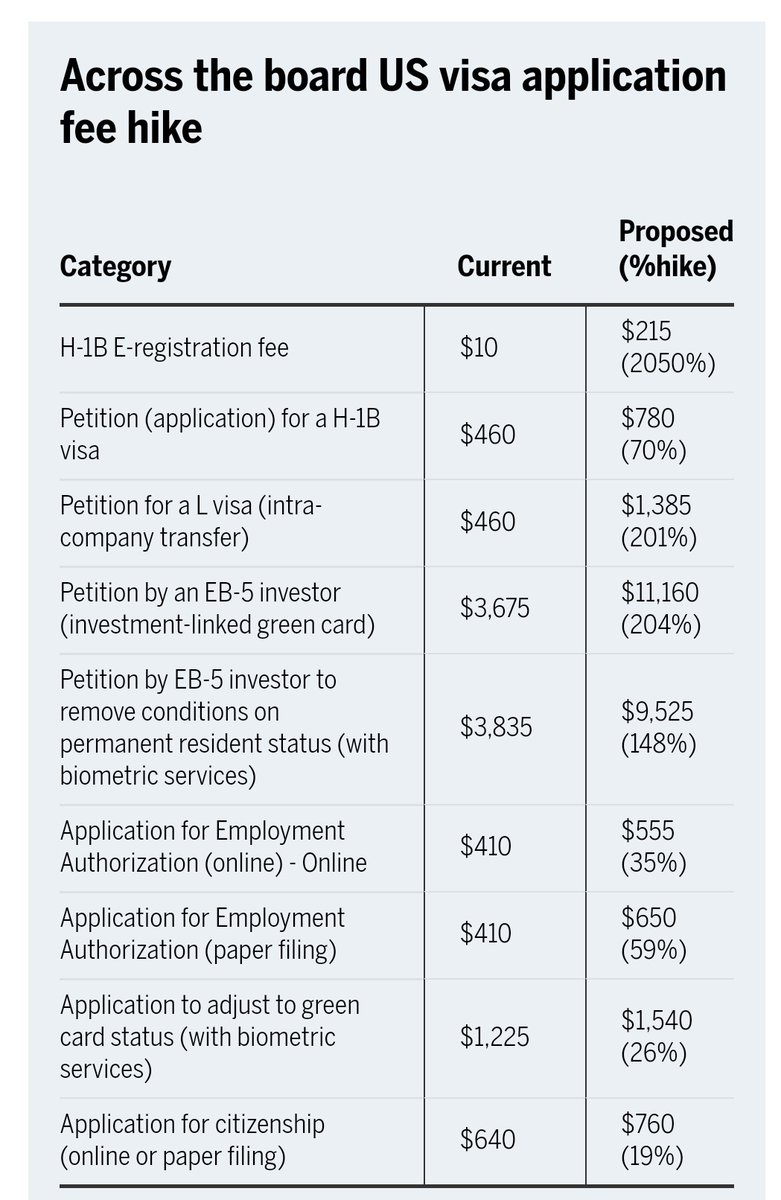 Across the board US visa application
fee hike
Category
Current
Proposed
(%hike)
H-1B E-registration fee
$10
$215
(2050%)
Petition (application) for a H-1B
visa
$460
$780
(70%)
Petition for a L visa (intra-
company transfer)
$460
$1,385
(201%)
Petition by an EB-5 investor
(investment-linked green card)
$3,675
$11,160
(204%)
Petition by EB-5 investor to
remove conditions on
permanent resident status (with
biometric services)
$3,835
$9,525
(148%)
Application for Employment
Authorization (online) - Online
$410
$555
(35%)
Application for Employment
Authorization (paper filing)
$410
$650
(59%)
Application to adjust to green
card status (with biometric
services)
$1,225
$1,540
(26%)
Application for citizenship
(online or paper filing)
$640
$760
(19%)